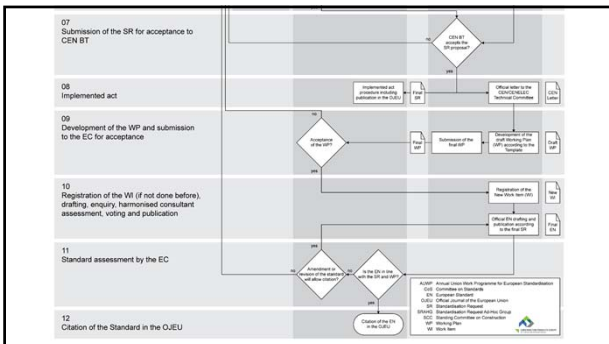 07
Submission of the SR for acceptance to
CEN BT
CEN BT
accepts the
SR proposal?
no
yes
08
Implemented act
Implemented act
procedure including
publication in the OJEU
Final
SR
Official letter to the
CEN/CENELEC
Technical Committee
CEN
Letter
09
Development of the WP and submission
to the EC for acceptance
no
Acceptance
of the WP?
Final
WP
Submission of the
final WP
Development of the
draft Working Plan
(WP) according to the
Template
Draft
WP
yes
10
Registration of the WI (if not done before),
drafting, enquiry, harmonised consultant
assessment, voting and publication
Registration of the
New Work Item (WI)
New
WI
Official EN drafting and
publication according
to the final SR
Final
EN
11
Standard assessment by the EC
yes
no
Amendment or
revision of the standard
will allow citation?
no
Is the EN in line
with the SR and WP?
yes
AUWP Annual Union Work Programme for European Standardisation
CoS Committee on Standards
EN European Standard
OJEU Official Journal of the European Union
SR Standardisation Request
SRAHG Standardisation Request Ad-Hoc Group
SCC Standing Committee on Construction
WP Working Plan
WI Work Item
12
Citation of the Standard in the OJEU
Citation of the EN
in the OJEU